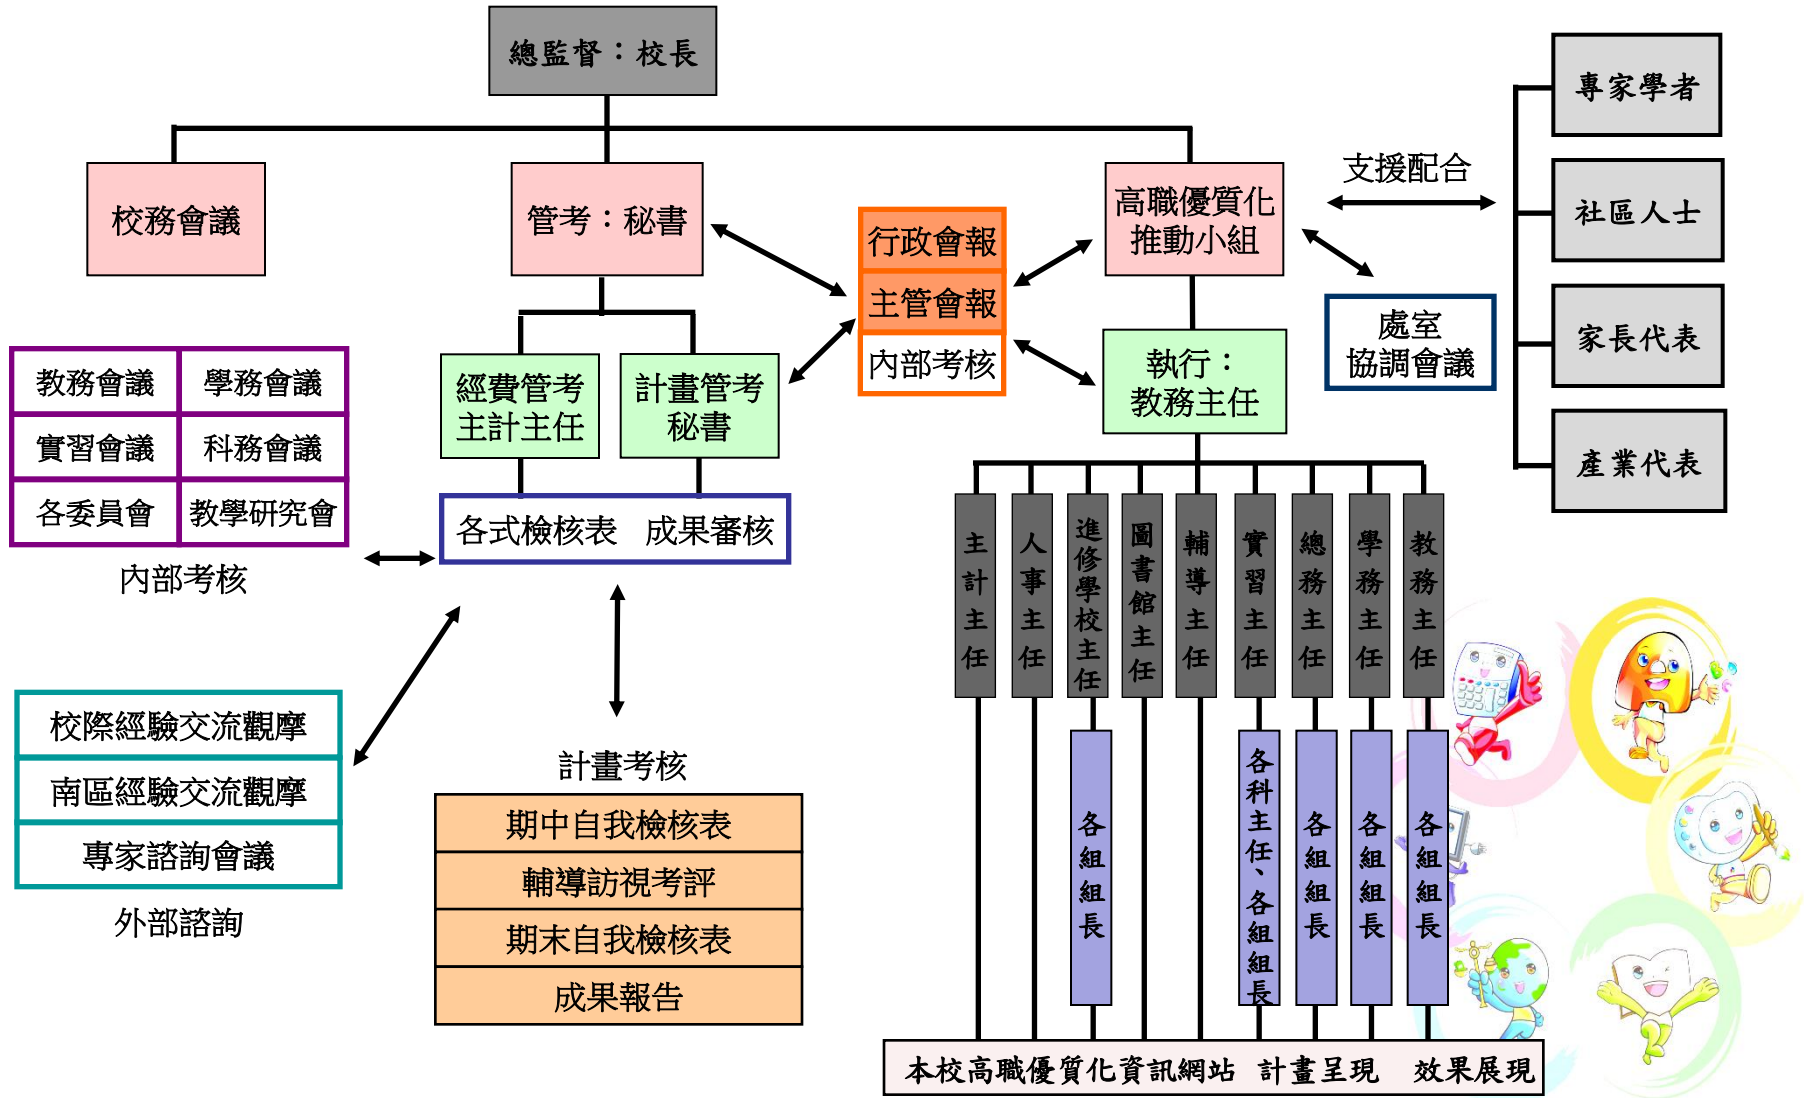 總監督：校長
專家學者
社區人士
家長代表
產業代表
支援配合
校務會議
管考：秘書
高職優質化
推動小組
行政會報
主管會報
內部考核
處室
協調會議
執行：
教務主任
經費管考
主計主任
計畫管考
秘書
教務會議
學務會議
實習會議
科務會議
各委員會
教學研究會
內部考核
各式檢核表 成果審核
主計主任
人事主任
進修學校主任
圖書館主任
輔導主任
實習主任
總務主任
學務主任
教務主任
校際經驗交流觀摩
南區經驗交流觀摩
專家諮詢會議
外部諮詢
計畫考核
期中自我檢核表
輔導訪視考評
期末自我檢核表
成果報告
各組組長
各科主任、各組組長
各組組長
各組組長
各組組長
本校高職優質化資訊網站 計畫呈現 效果展現